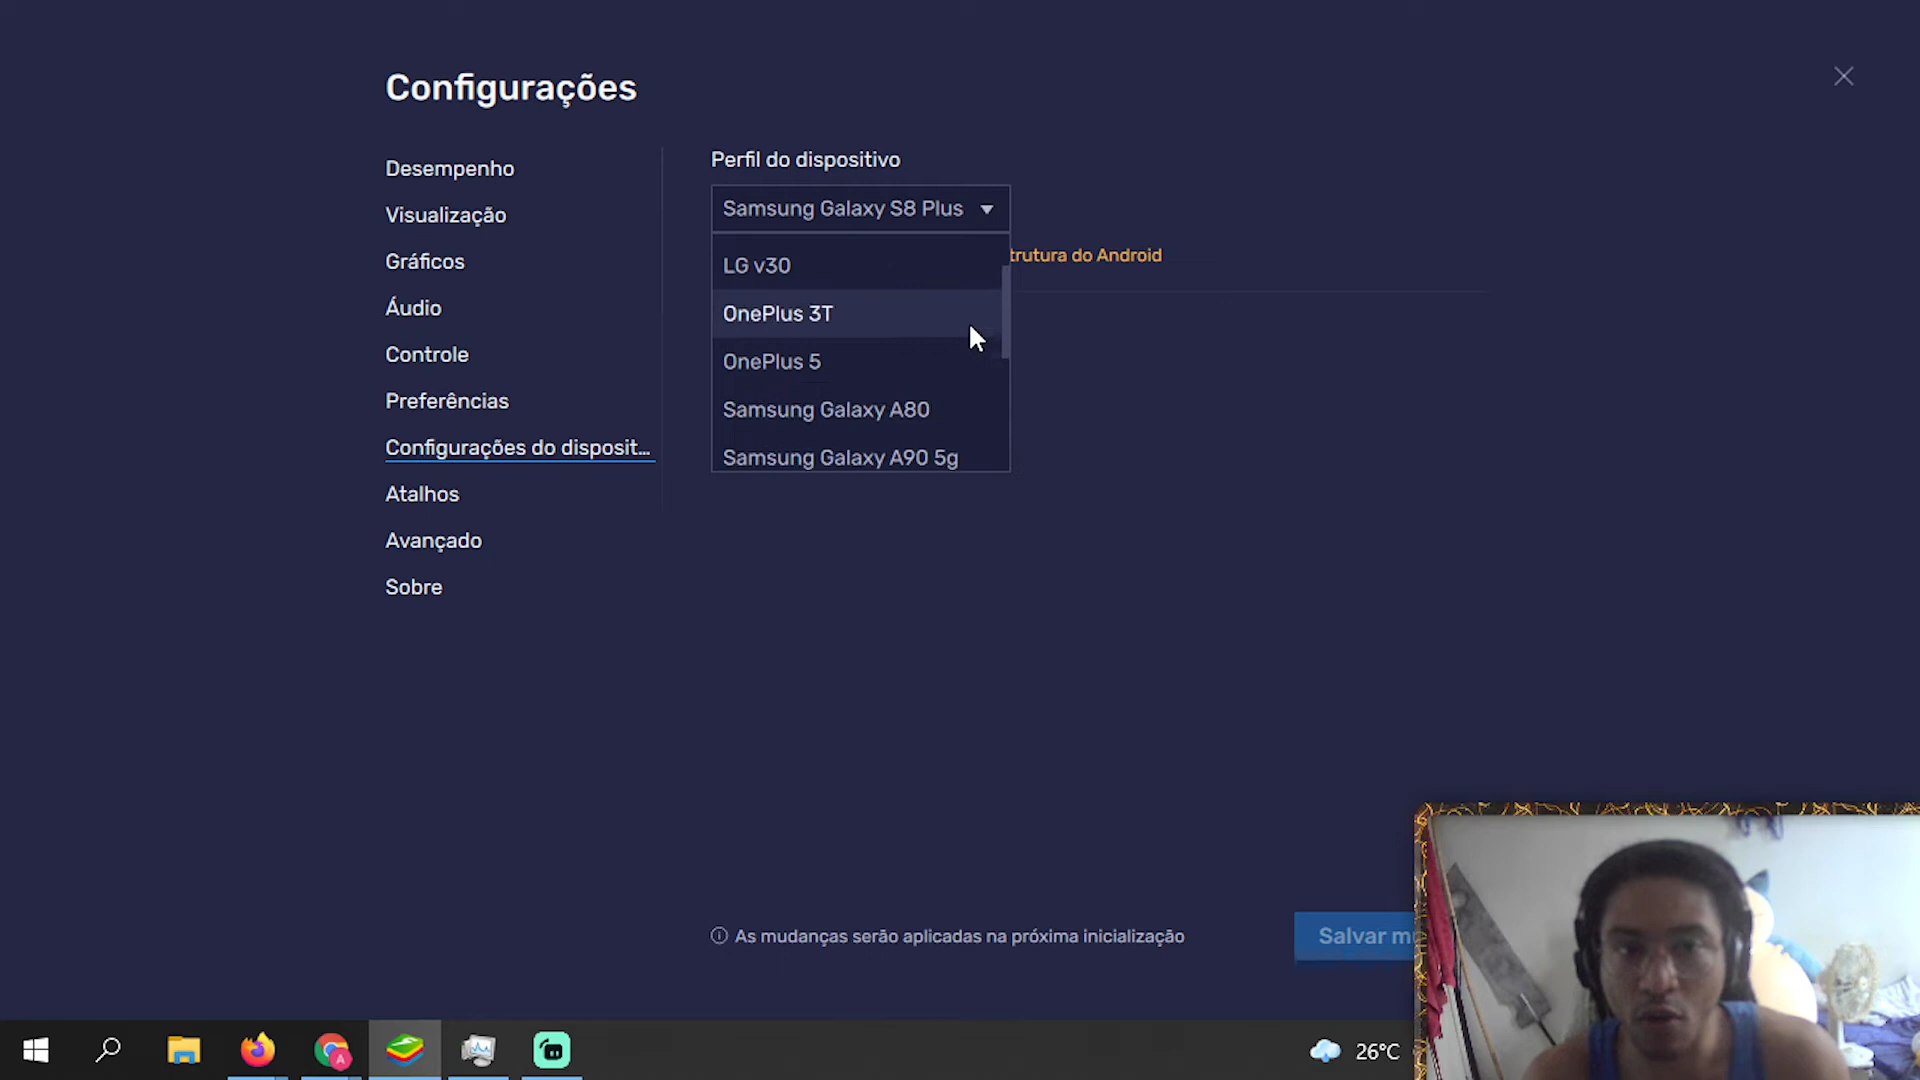 Configurações
Desempenho
Visualização
Gráficos
Áudio
Controle
Preferências
Configurações do disposit...
Atalhos
Avançado
Sobre
Perfil do dispositivo
Samsung Galaxy S8 Plus
trutura do Android
LG v30
OnePlus 3T
OnePlus 5
Samsung Galaxy A80
Samsung Galaxy A90 5g
As mudanças serão aplicadas na próxima inicialização
Salvar mu
A
26°C